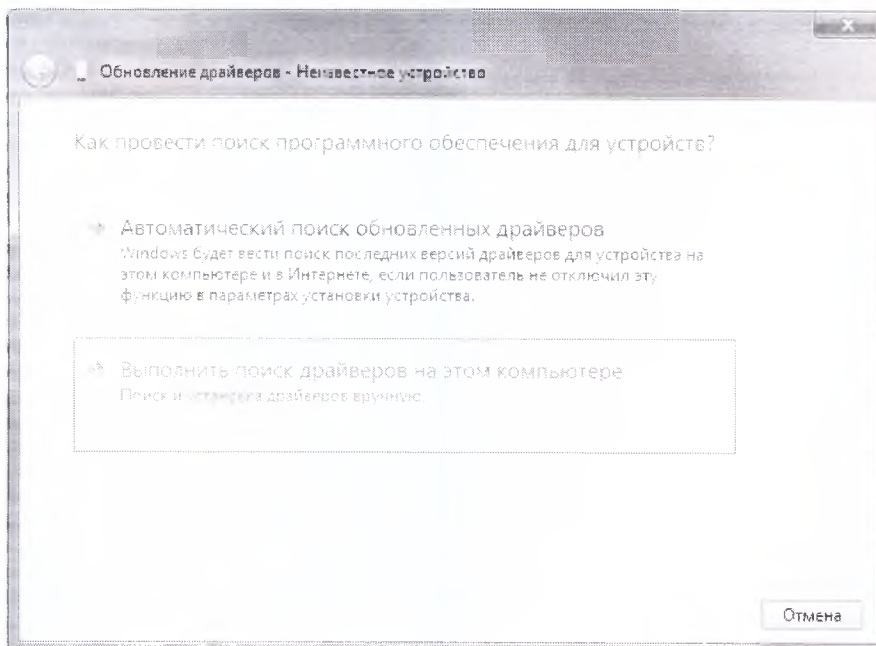 Обновление драйверов - Неизвестное устройство
Как провести поиск программного обеспечения для устройств?
Автоматический поиск обновленных драйверов
Windows будет вести поиск последних версий драйверов для устройства на
этом компьютере и в Интернете, если пользователь не отключил эту
функцию в параметрах установки устройства.
Выполнить поиск драйверов на этом компьютере
Поиск и установка драйверов вручную.
Отмена